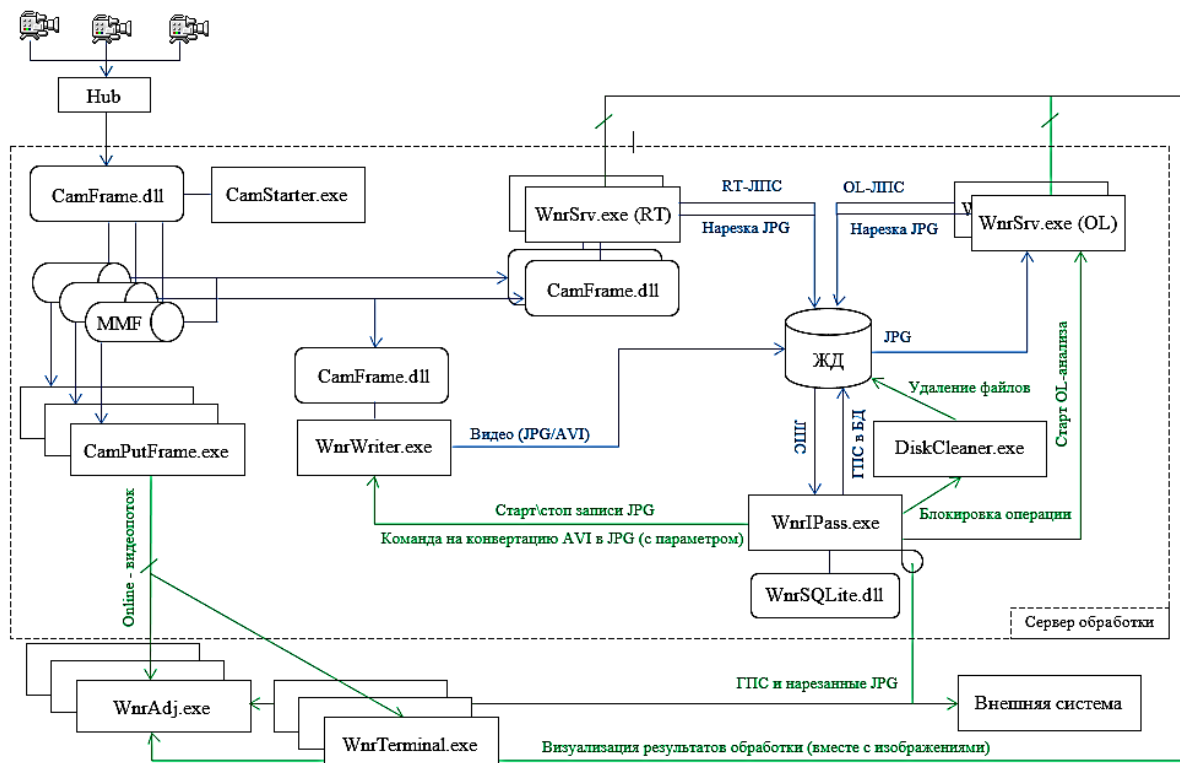 Hub
CamFrame.dll
CamStarter.exe
WnrSrv.exe (RT)
RT-ЛПС
Нарезка JPG
OL-ЛПС
Нарезка JPG
WnrSrv.exe (OL)
CamFrame.dll
MMF
ЖД
JPG
CamFrame.dll
Удаление файлов
Старт OL-анализа
CamPutFrame.exe
WnrWriter.exe
Видео (JPG/AVI)
ЛПС
ГПС в БД
DiskCleaner.exe
Старт\стоп записи JPG
Команда на конвертацию AVI в JPG (с параметром)
WnrIPass.exe
Блокировка операции
Online - видеопоток
WnrSQLite.dll
Сервер обработки
WnrAdj.exe
ГПС и нарезанные JPG
Внешняя система
WnrTerminal.exe
Визуализация результатов обработки (вместе с изображениями)